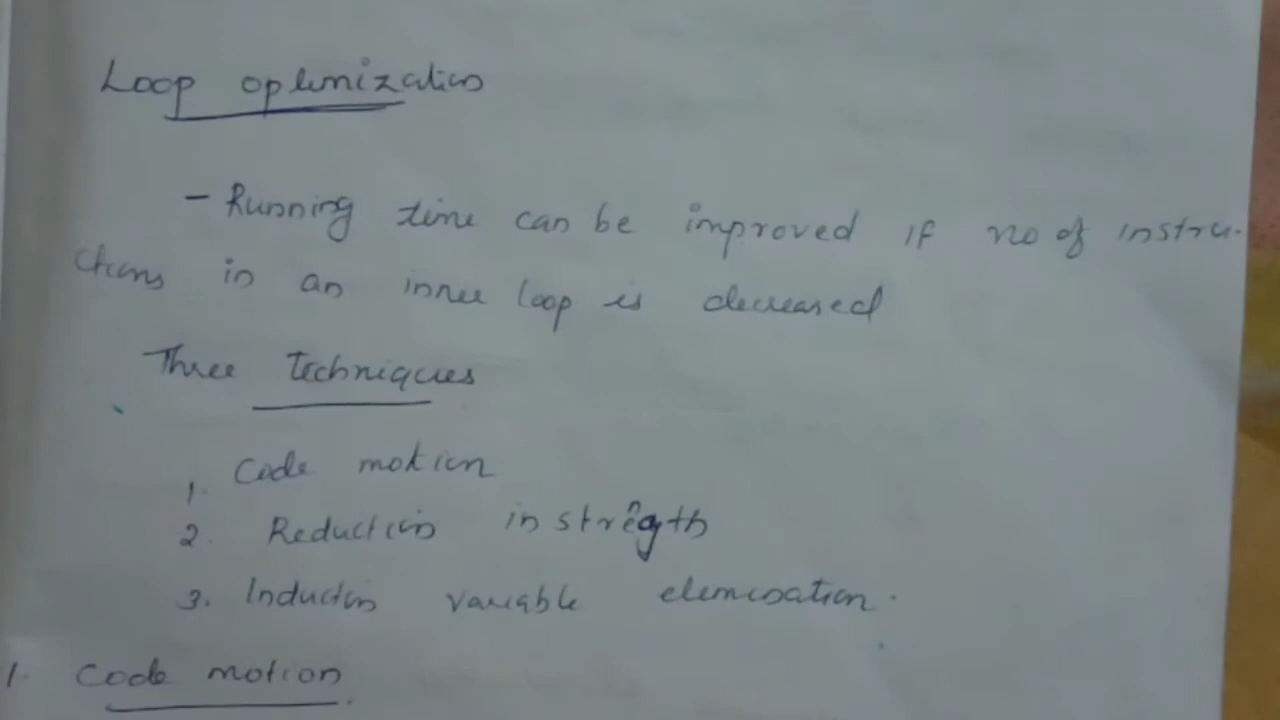 Loop optimization
- Running time can be improved if no of instru-
ctions in an inner loop is decreased
Three techniques
1. Code motion
2. Reduction in strength
3. Induction variable elemination.
1. Code motion.